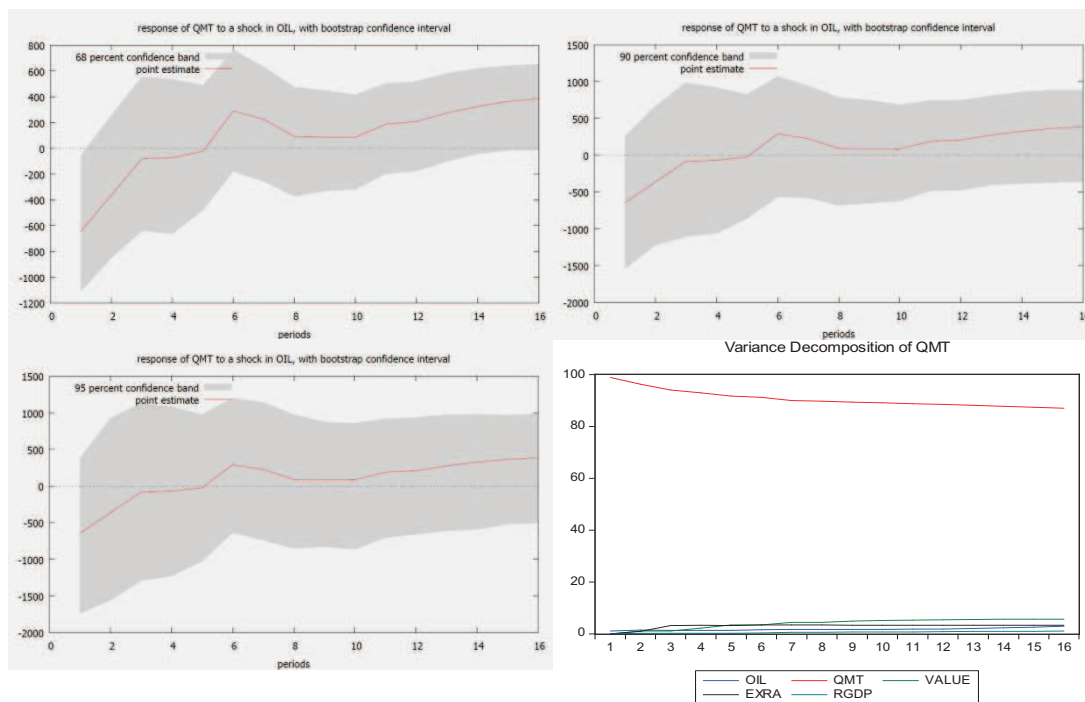 response of QMT to a shock in OIL, with bootstrap confidence interval
68 percent confidence band
point estimate
800
600
400
200
0
-200
-400
-600
-800
-1000
-1200
0 2 4 6 8 10 12 14 16
periods
response of QMT to a shock in OIL, with bootstrap confidence interval
90 percent confidence band
point estimate
1500
1000
500
0
-500
-1000
-1500
-2000
0 2 4 6 8 10 12 14 16
periods
response of QMT to a shock in OIL, with bootstrap confidence interval
95 percent confidence band
point estimate
1500
1000
500
0
-500
-1000
-1500
-2000
0 2 4 6 8 10 12 14 16
periods
Variance Decomposition of QMT
100
80
60
40
20
0
1 2 3 4 5 6 7 8 9 10 11 12 13 14 15 16
OIL QMT VALUE
EXRA RGDP